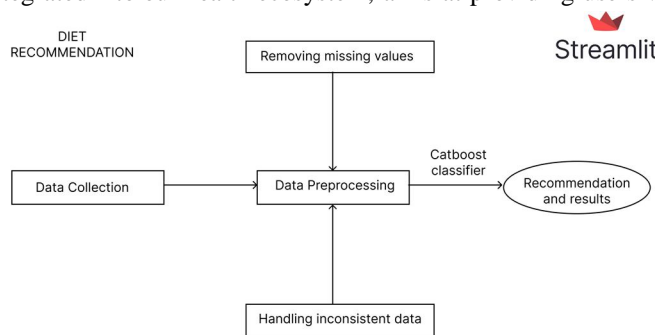 DIET
RECOMMENDATION
Streamlit
Removing missing values
Catboost
classifier
Data Collection
Data Preprocessing
Recommendation
and results
Handling inconsistent data